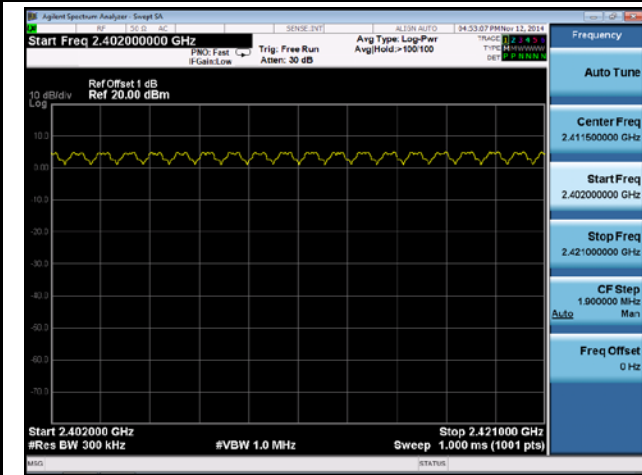 Agilent Spectrum Analyzer - Swept SA
RF 50 Ω AC SENSE:INT ALIGN AUTO 04:53:07 PM Nov 12, 2014
Start Freq 2.402000000 GHz
PNO: Fast
IFGain:Low
Trig: Free Run
Atten: 30 dB
Avg Type: Log-Pwr
Avg|Hold:>100/100
TRACE 1 2 3 4 5 6
TYPE M W W W W W
DET P P N N N N
Ref Offset 1 dB
10 dB/div Ref 20.00 dBm
Log
10.0
0.00
-10.0
-20.0
-30.0
-40.0
-50.0
-60.0
-70.0
Start 2.402000 GHz Stop 2.421000 GHz
#Res BW 300 kHz #VBW 1.0 MHz Sweep 1.000 ms (1001 pts)
MSG STATUS
Frequency
Auto Tune
Center Freq
2.411500000 GHz
Start Freq
2.402000000 GHz
Stop Freq
2.421000000 GHz
CF Step
1.900000 MHz
Auto Man
Freq Offset
0 Hz